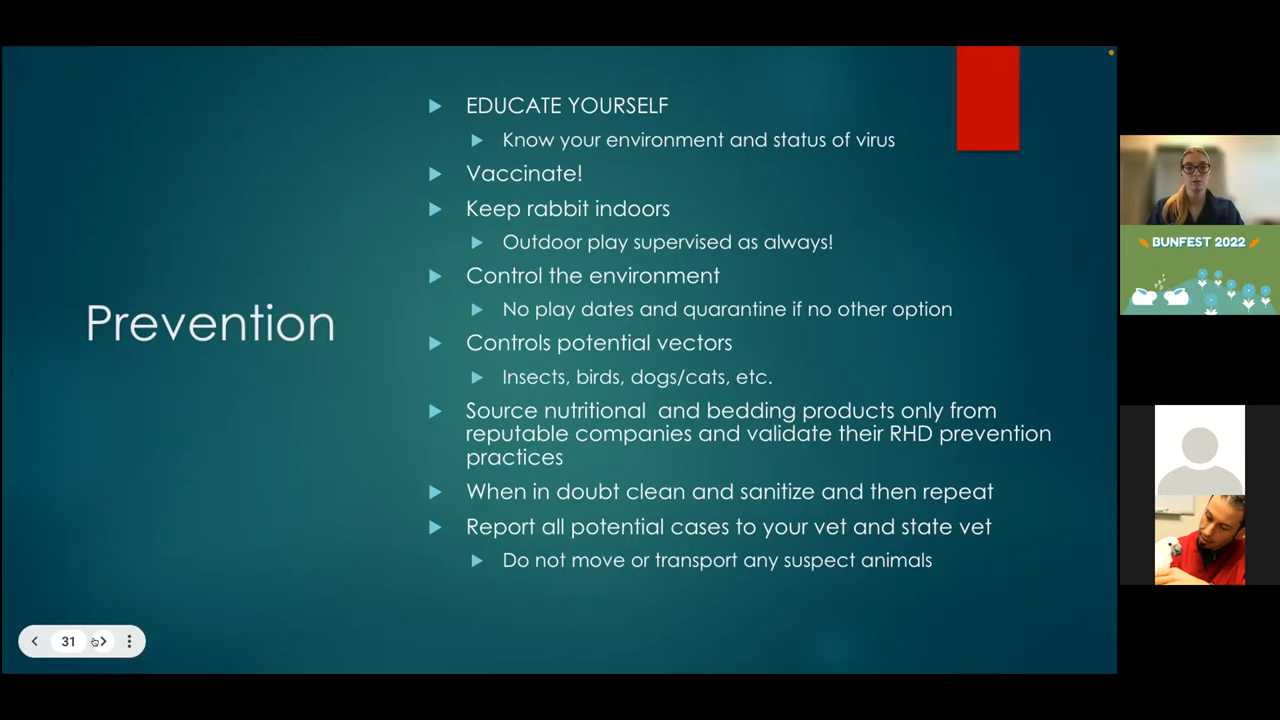 Prevention
EDUCATE YOURSELF
Know your environment and status of virus
Vaccinate!
Keep rabbit indoors
Outdoor play supervised as always!
Control the environment
No play dates and quarantine if no other option
Controls potential vectors
Insects, birds, dogs/cats, etc.
Source nutritional  and bedding products only from
reputable companies and validate their RHD prevention
practices
When in doubt clean and sanitize and then repeat
Report all potential cases to your vet and state vet
Do not move or transport any suspect animals
31
BUNFEST 2022